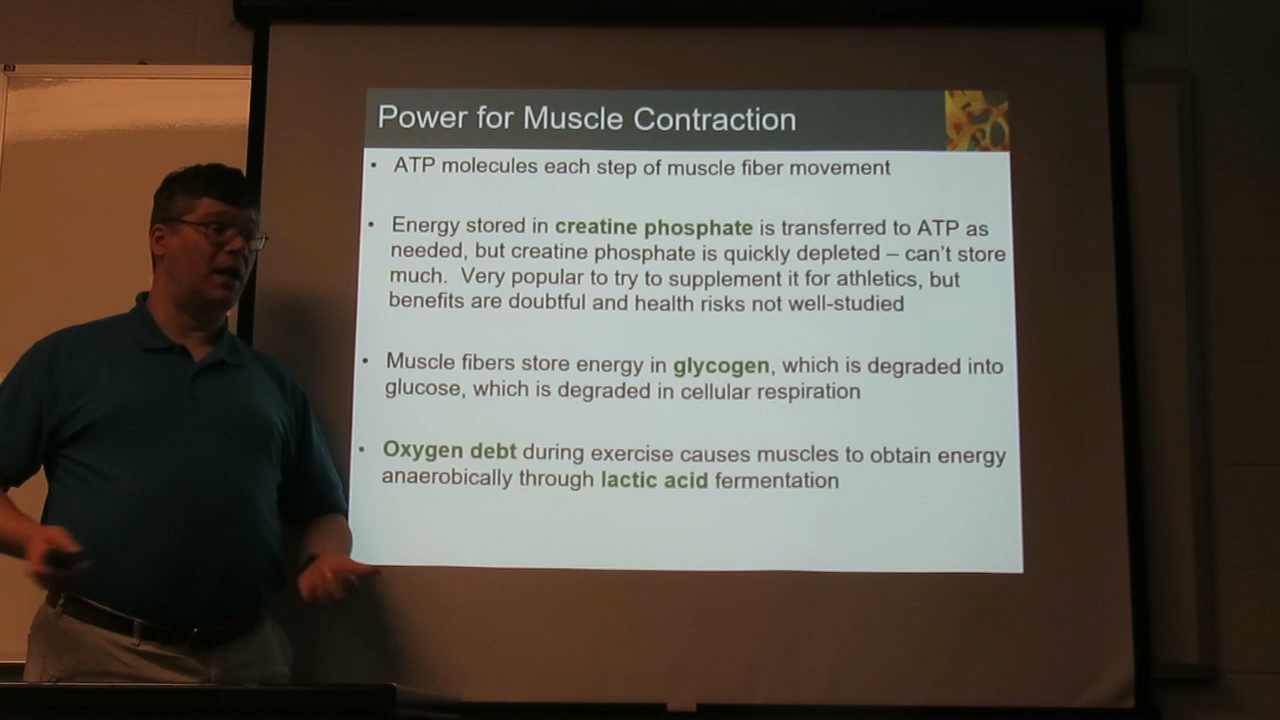 Power for Muscle Contraction
• ATP molecules each step of muscle fiber movement
• Energy stored in creatine phosphate is transferred to ATP as
needed, but creatine phosphate is quickly depleted – can't store
much. Very popular to try to supplement it for athletics, but
benefits are doubtful and health risks not well-studied
• Muscle fibers store energy in glycogen, which is degraded into
glucose, which is degraded in cellular respiration
• Oxygen debt during exercise causes muscles to obtain energy
anaerobically through lactic acid fermentation